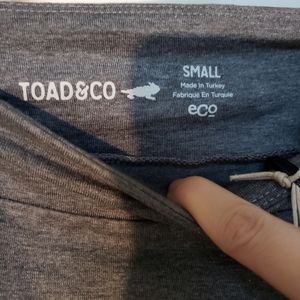 TOAD&CO
SMALL
Made in Turkey
Fabriqué En Turquie
eco